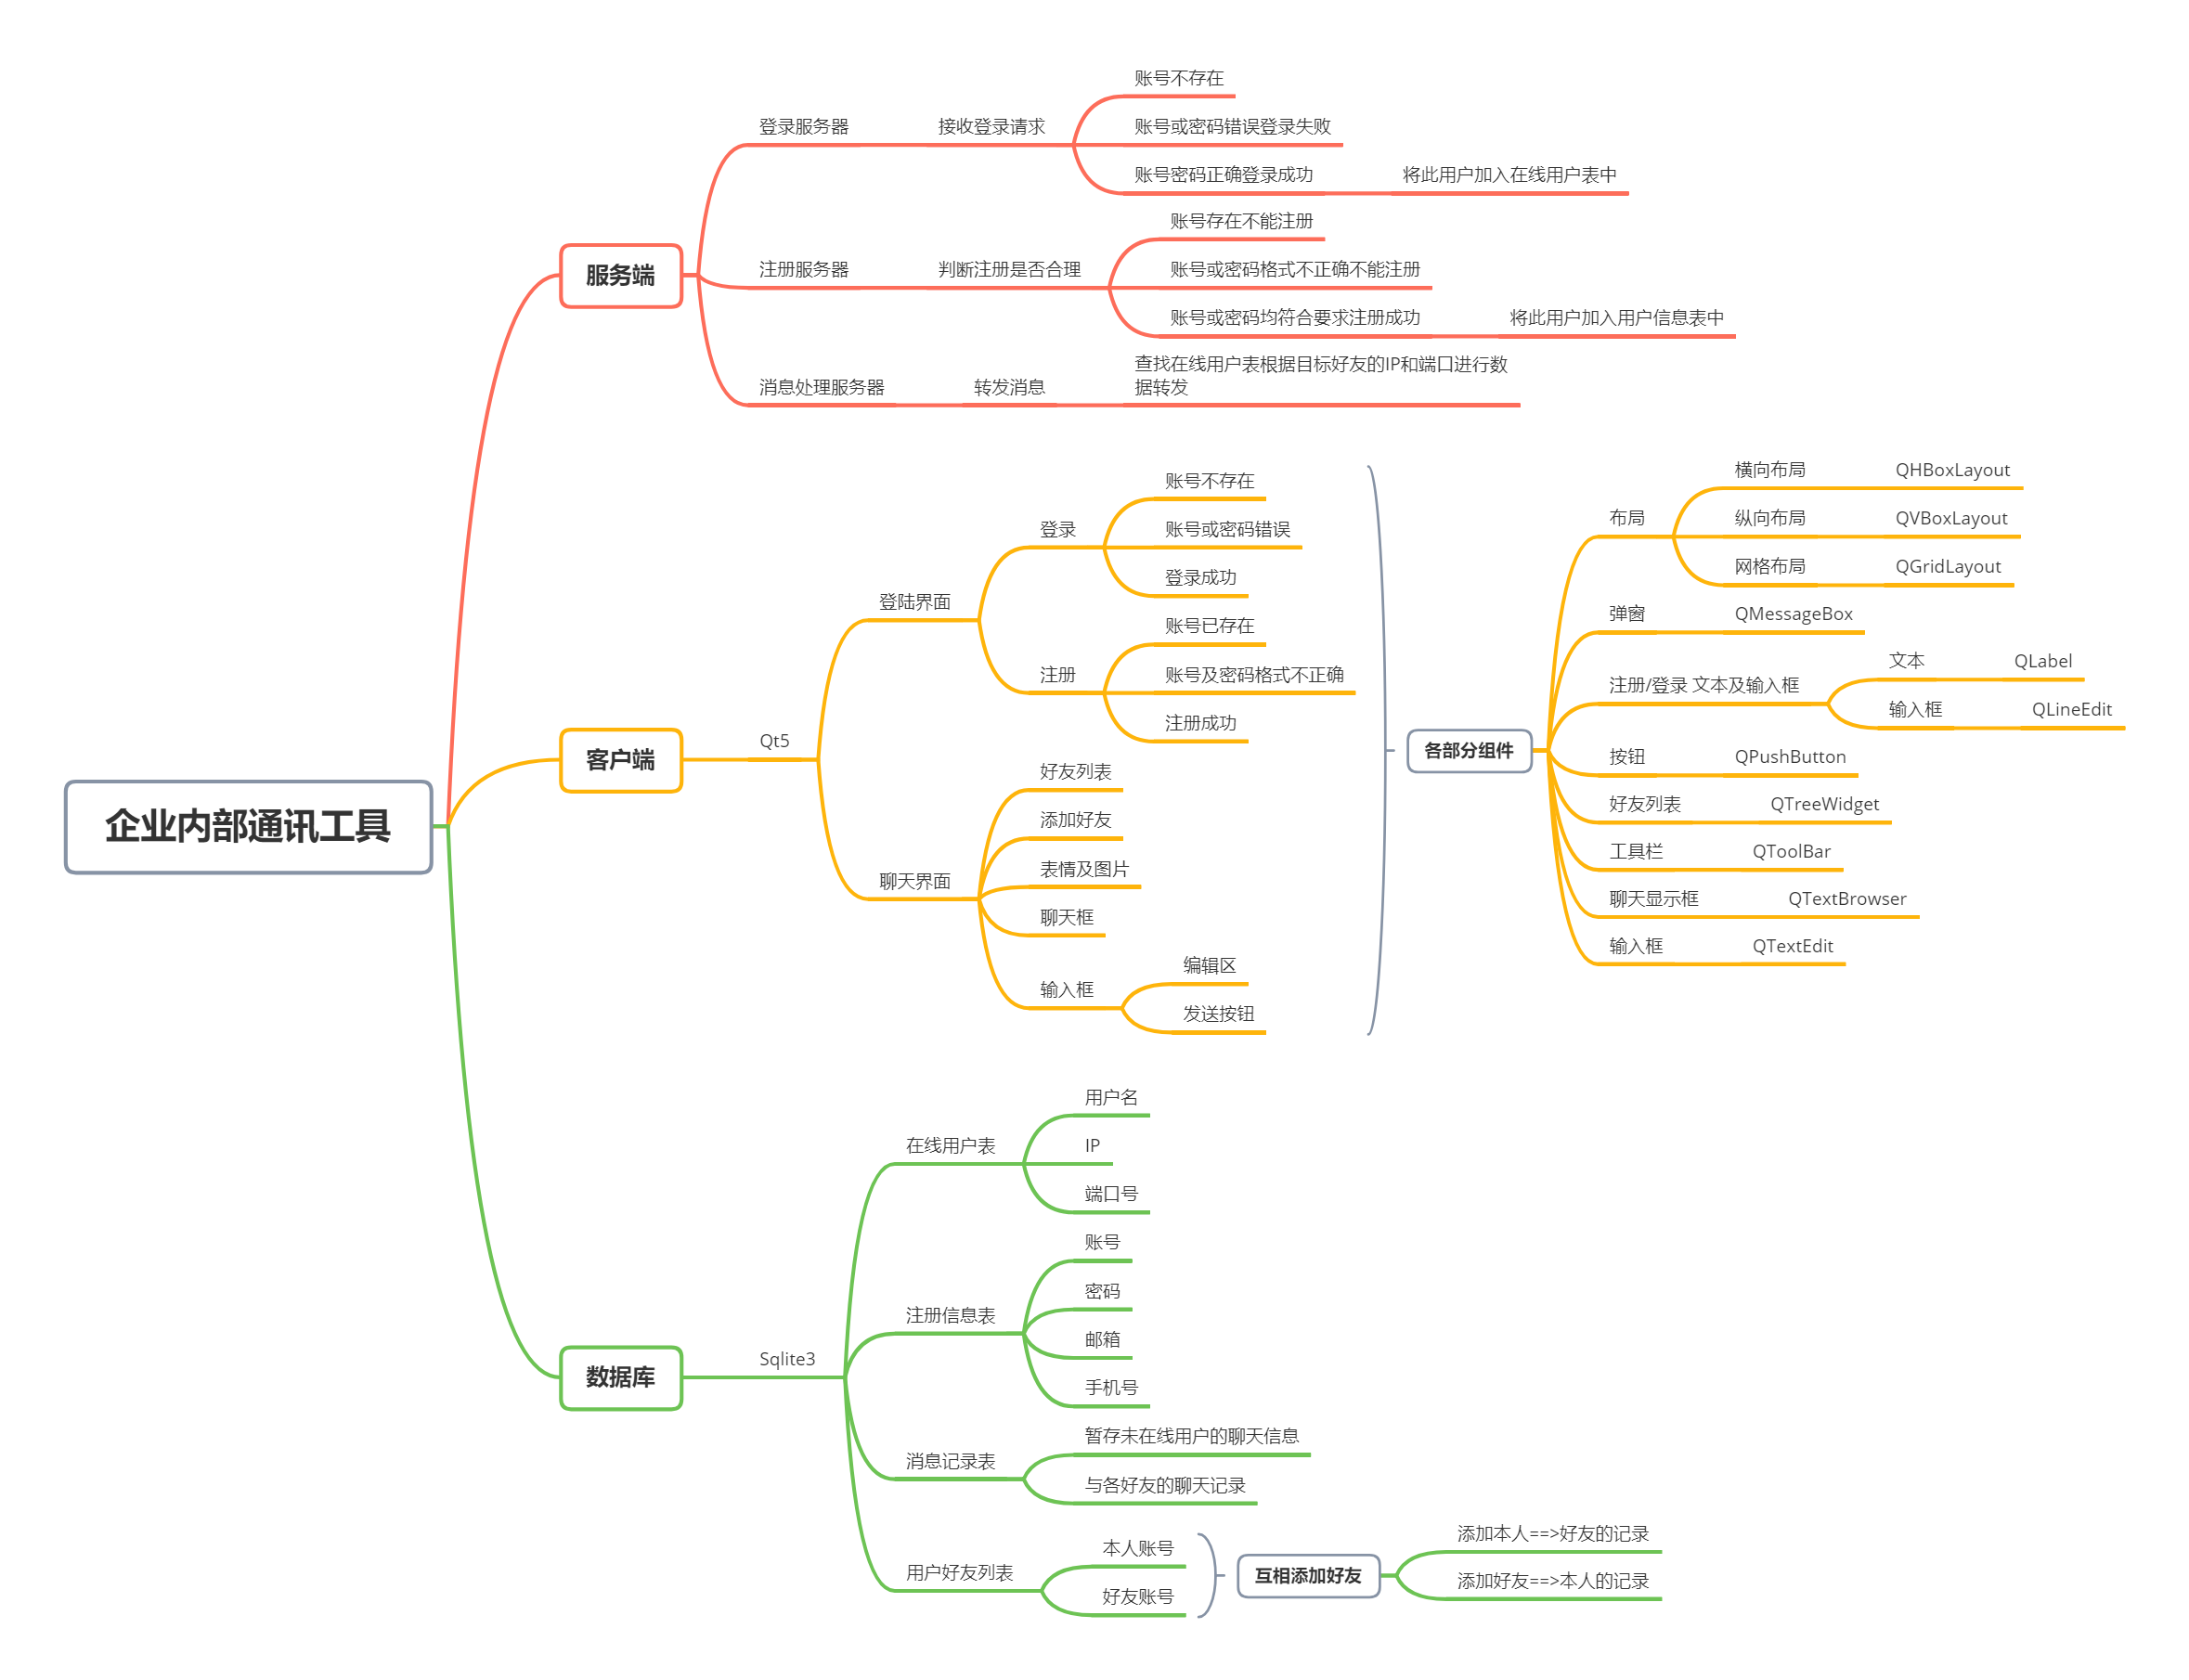 企业内部通讯工具
服务端
登录服务器
接收登录请求
账号不存在
账号或密码错误登录失败
账号密码正确登录成功
将此用户加入在线用户表中
注册服务器
判断注册是否合理
账号存在不能注册
账号或密码格式不正确不能注册
账号或密码均符合要求注册成功
将此用户加入用户信息表中
消息处理服务器
转发消息
查找在线用户表根据目标好友的IP和端口进行数
据转发
客户端
Qt5
登陆界面
登录
账号不存在
账号或密码错误
登录成功
注册
账号已存在
账号及密码格式不正确
注册成功
聊天界面
好友列表
添加好友
表情及图片
聊天框
输入框
编辑区
发送按钮
各部分组件
布局
横向布局
QHBoxLayout
纵向布局
QVBoxLayout
网格布局
QGridLayout
弹窗
QMessageBox
注册/登录 文本及输入框
文本
QLabel
输入框
QLineEdit
按钮
QPushButton
好友列表
QTreeWidget
工具栏
QToolBar
聊天显示框
QTextBrowser
输入框
QTextEdit
数据库
Sqlite3
在线用户表
用户名
IP
端口号
注册信息表
账号
密码
邮箱
手机号
消息记录表
暂存未在线用户的聊天信息
与各好友的聊天记录
用户好友列表
本人账号
好友账号
互相添加好友
添加本人==>好友的记录
添加好友==>本人的记录